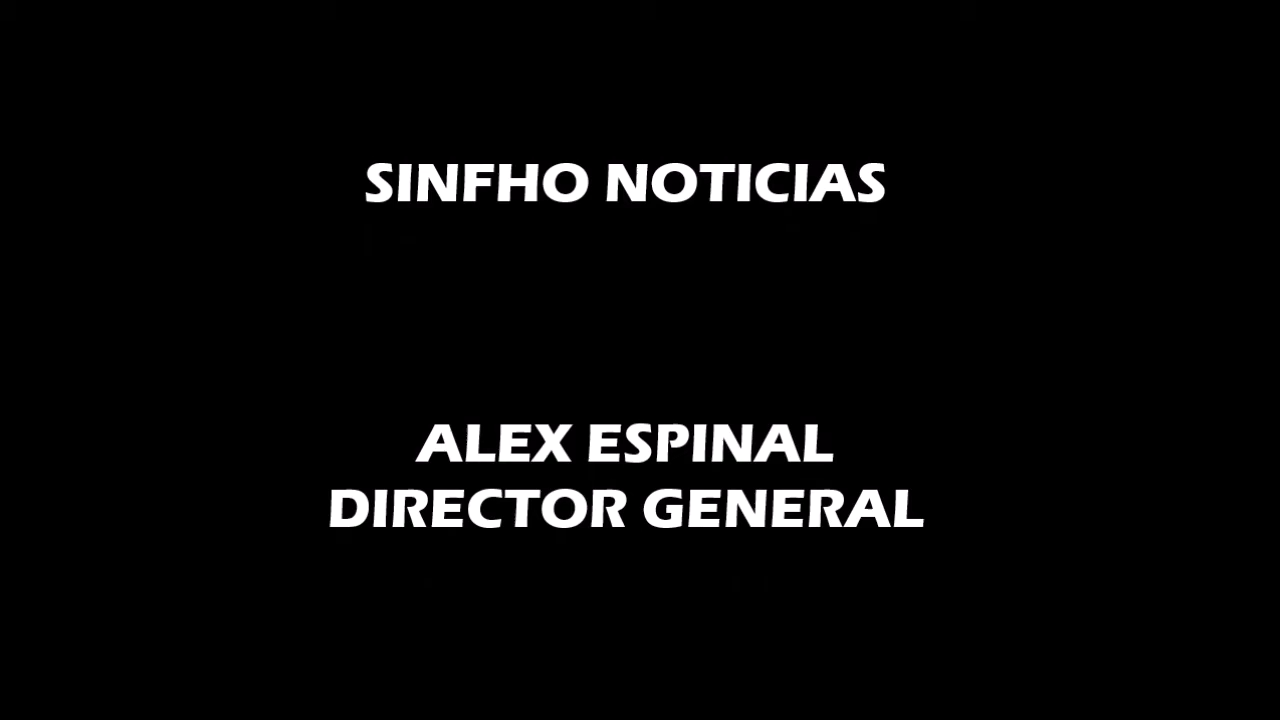 SINFHO NOTICIAS
ALEX ESPINAL
DIRECTOR GENERAL